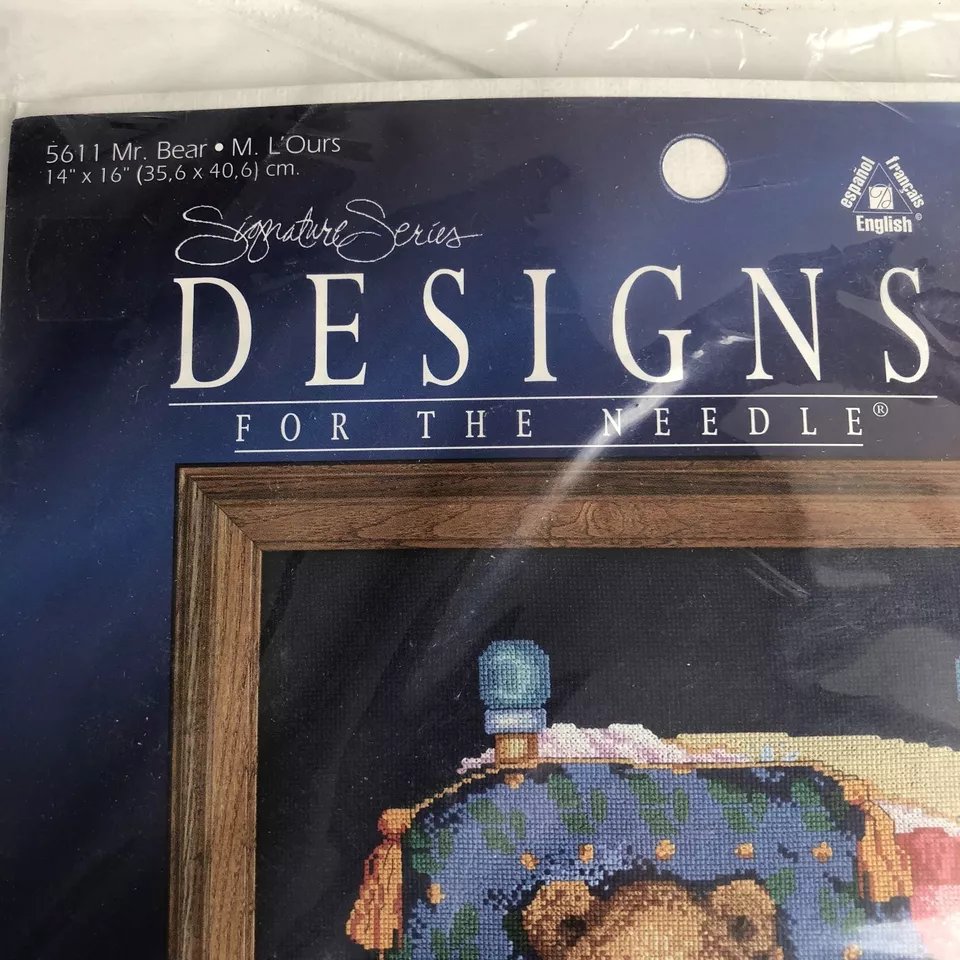 5611 Mr. Bear • M. L'Ours
14" x 16" (35,6 x 40,6) cm.
español
français
English
©
Signature Series
DESIGNS
FOR THE NEEDLE®